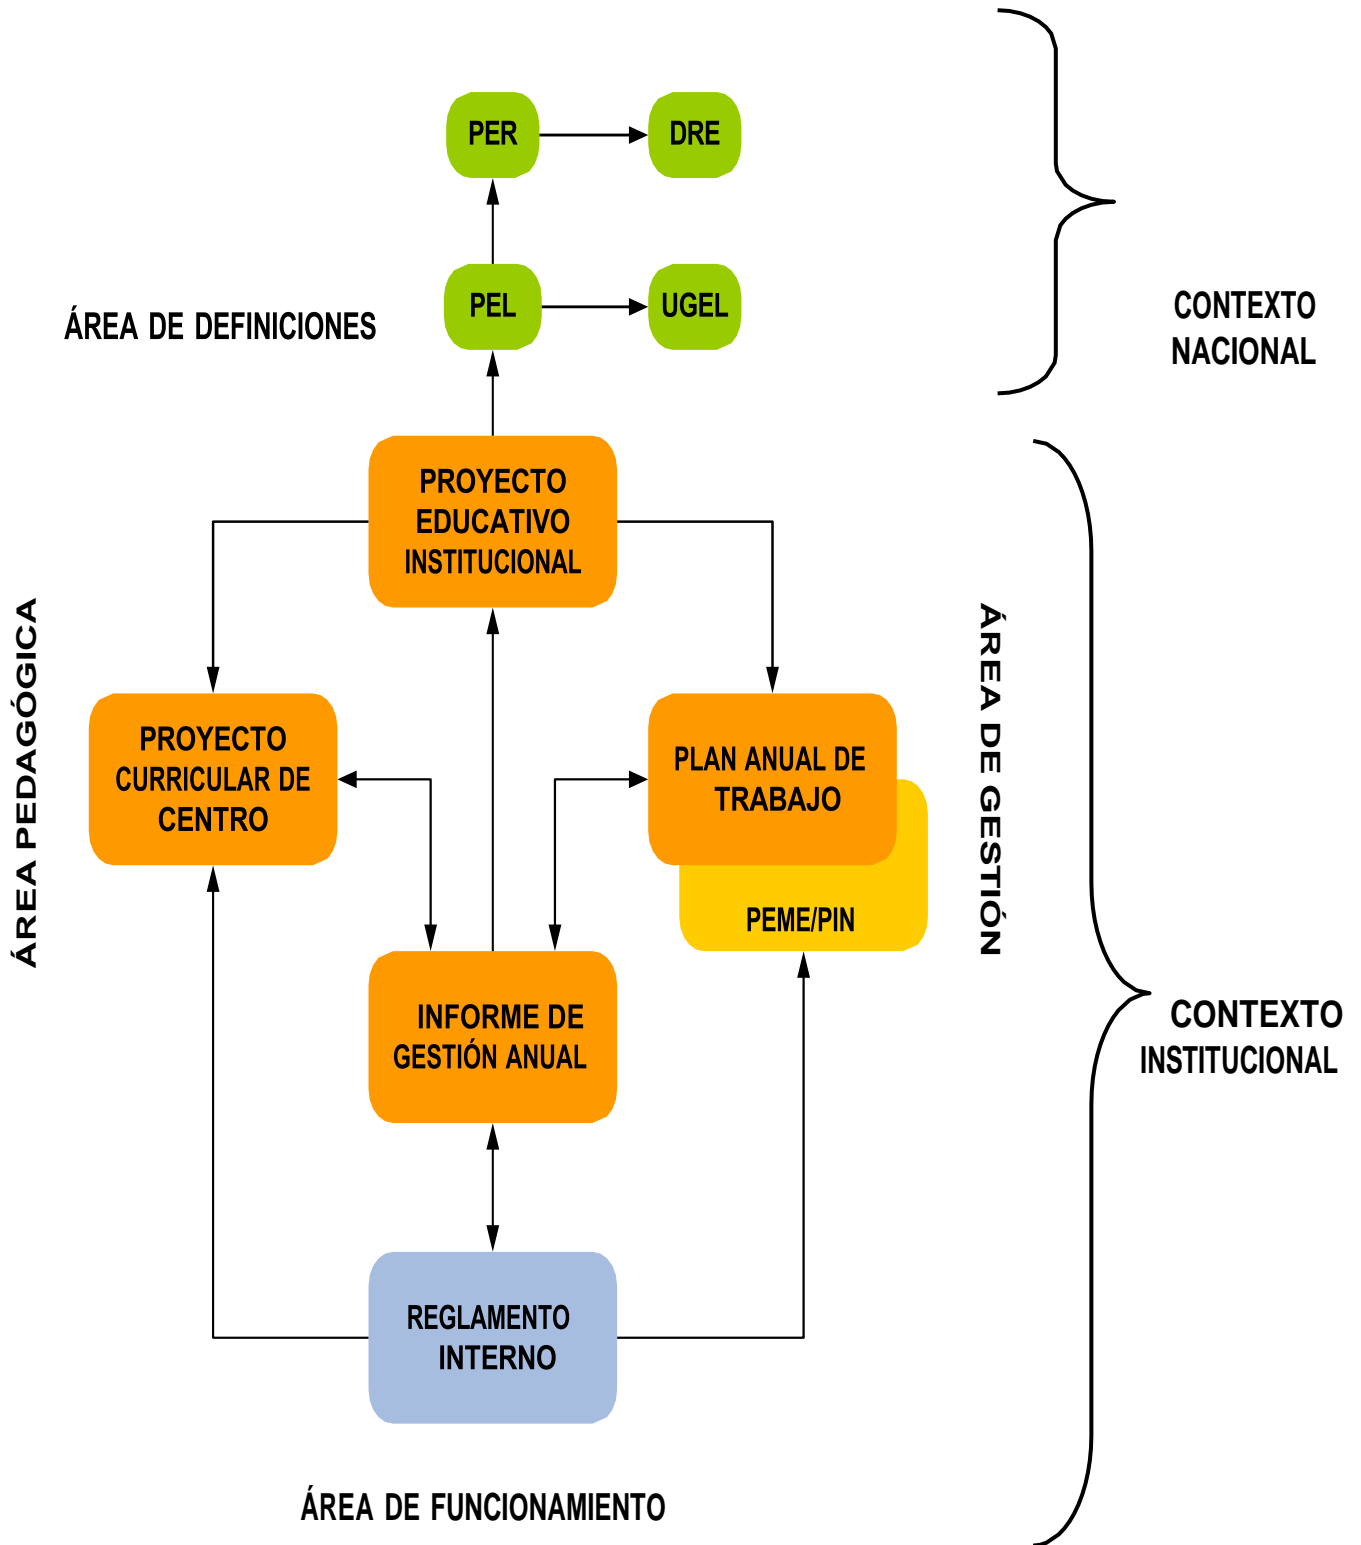 PER
DRE
PEL
UGEL
ÁREA DE DEFINICIONES
CONTEXTO
NACIONAL
PROYECTO
EDUCATIVO
INSTITUCIONAL
ÁREA PEDAGÓGICA
ÁREA DE GESTIÓN
PROYECTO
CURRICULAR DE
CENTRO
PLAN ANUAL DE
TRABAJO
PEME/PIN
INFORME DE
GESTIÓN ANUAL
CONTEXTO
INSTITUCIONAL
REGLAMENTO
INTERNO
ÁREA DE FUNCIONAMIENTO